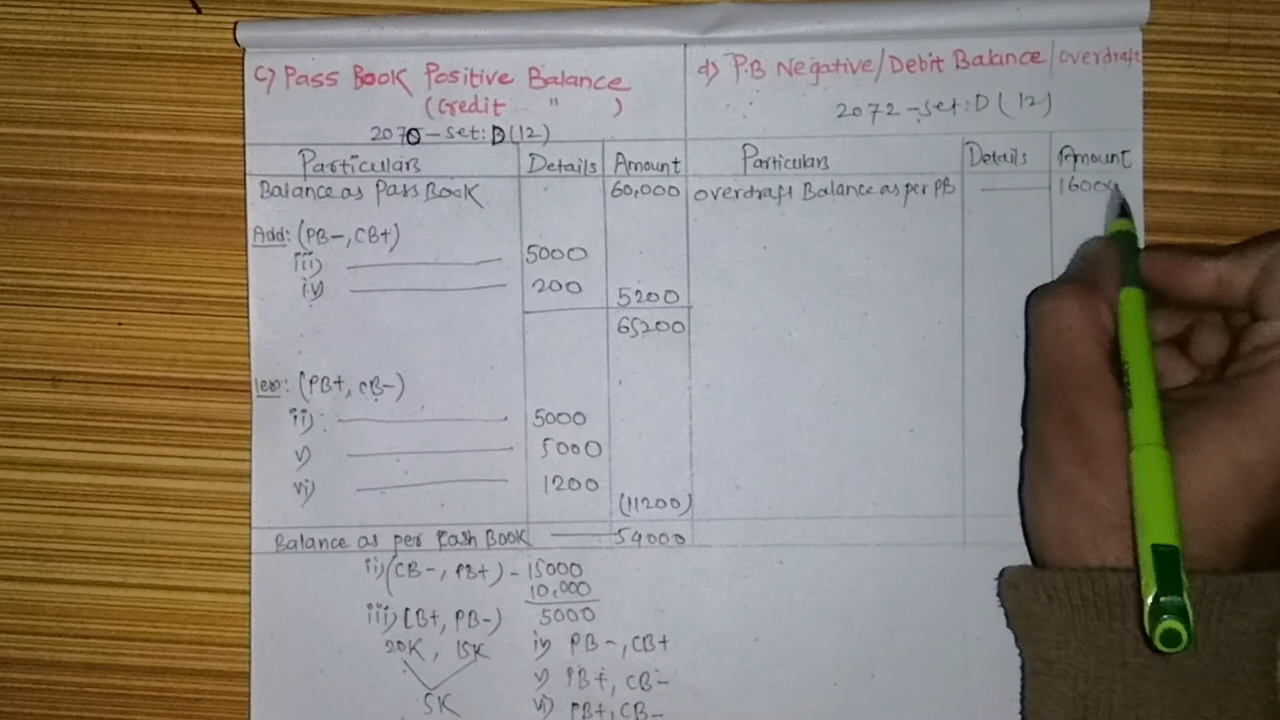 c) Pass Book Positive Balance
(Credit " )
2070 - set: D(12)
Particulars Details Amount
Balance as Pass Book 60,000
Add: (PB-, CB+)
iii) 5000
iv) 200 5200
65200
less: (PB+, CB-)
ii) : 5000
v) 5000
vi) 1200
(11200)
Balance as per Cash Book 54000
ii) (CB-, PB+) - 15000
10,000
iii) CB+, PB-) 5000
20K, 15K iv) PB-, CB+
v) PB+, CB-
5K vi) PB+, CB-
d) P.B Negative/Debit Balance/overdraft
2072 - set: D (12)
Particulars Details Amount
overdraft Balance as per PB